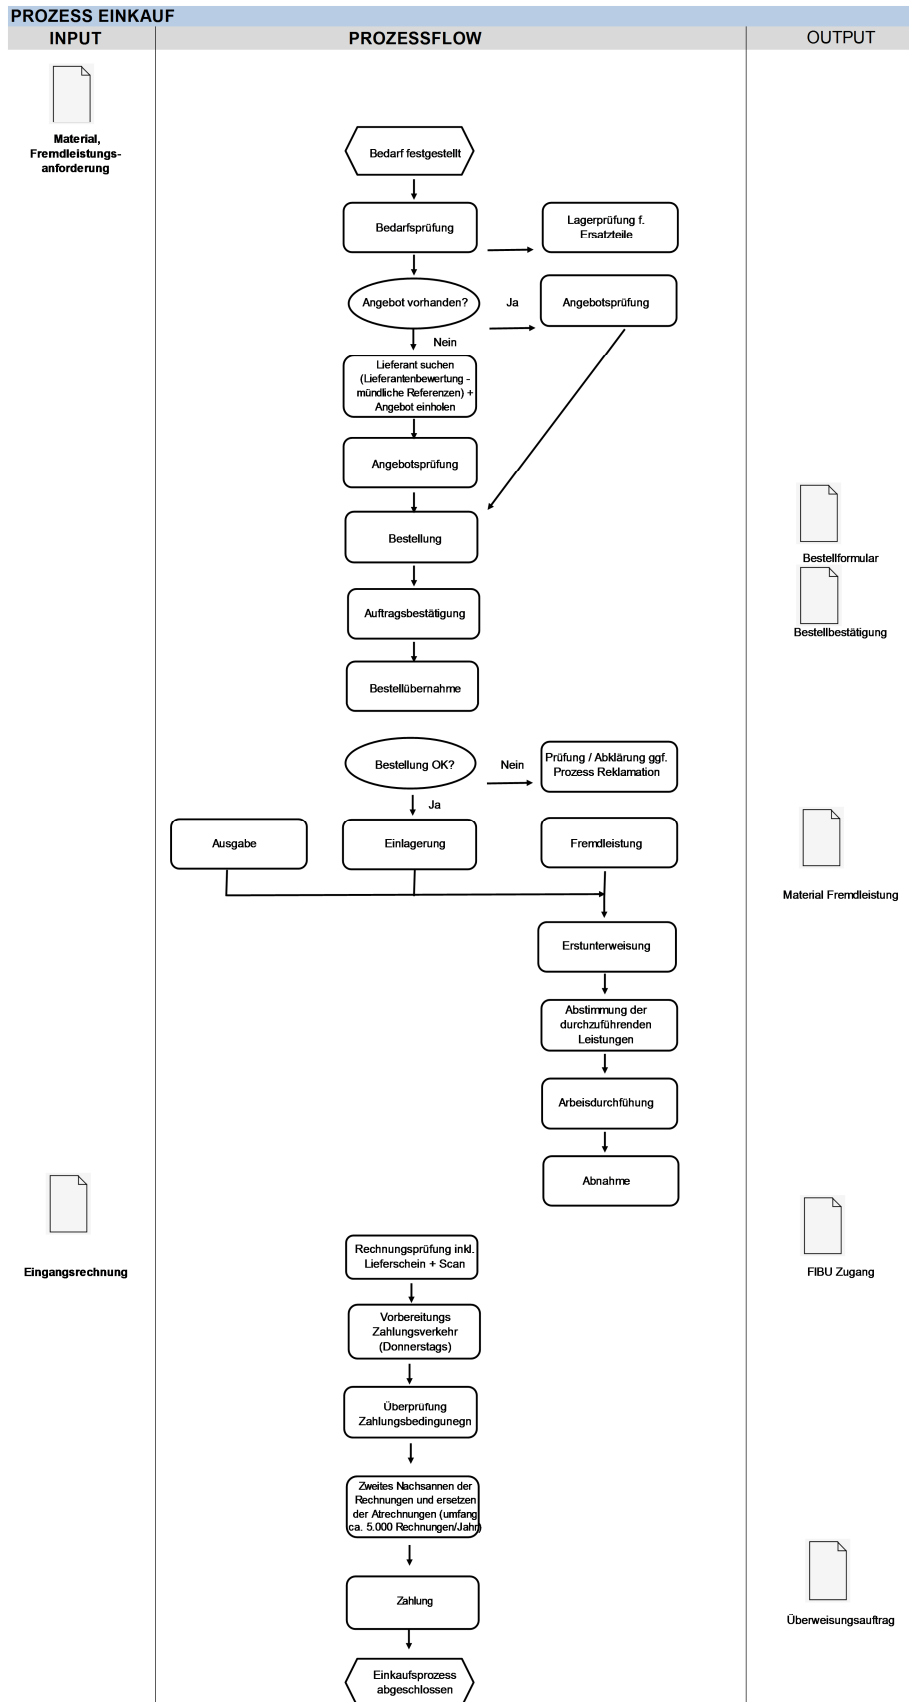 PROZESS EINKAUF
INPUT
PROZESSFLOW
OUTPUT
Material,
Fremdleistungs-
anforderung
Bedarf festgestellt
Bedarfsprüfung
Lagerprüfung f.
Ersatzteile
Angebot vorhanden?
Ja
Angebotsprüfung
Nein
Lieferant suchen
(Lieferantenbewertung -
mündliche Referenzen) +
Angebot einholen
Angebotsprüfung
Bestellung
Bestellformular
Auftragsbestätigung
Bestellbestätigung
Bestellübernahme
Bestellung OK?
Nein
Prüfung / Abklärung ggf.
Prozess Reklamation
Ja
Ausgabe
Einlagerung
Fremdleistung
Material Fremdleistung
Erstunterweisung
Abstimmung der
durchzuführenden
Leistungen
Arbeisdurchfühung
Abnahme
Eingangsrechnung
Rechnungsprüfung inkl.
Lieferschein + Scan
FIBU Zugang
Vorbereitungs
Zahlungsverkehr
(Donnerstags)
Überprüfung
Zahlungsbedingunegn
Zweites Nachsannen der
Rechnungen und ersetzen
der Atrechnungen (umfang
ca. 5.000 Rechnungen/Jahr)
Zahlung
Überweisungsauftrag
Einkaufsprozess
abgeschlossen